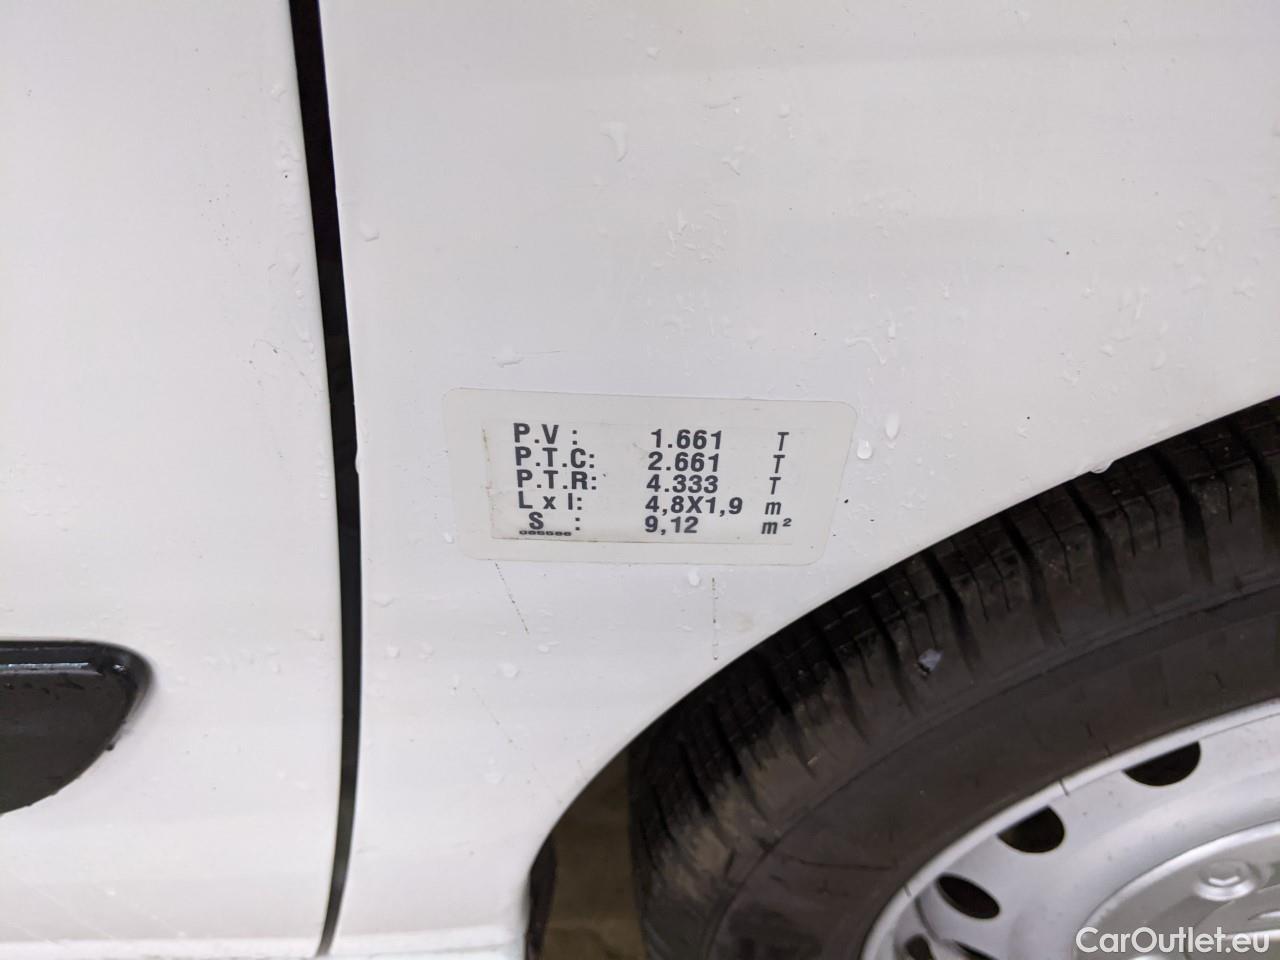 P.V : 1.661 T
P.T.C: 2.661 T
P.T.R: 4.333 T
L x l: 4,8X1,9 m
S : 9,12 m²
CarOutlet.eu